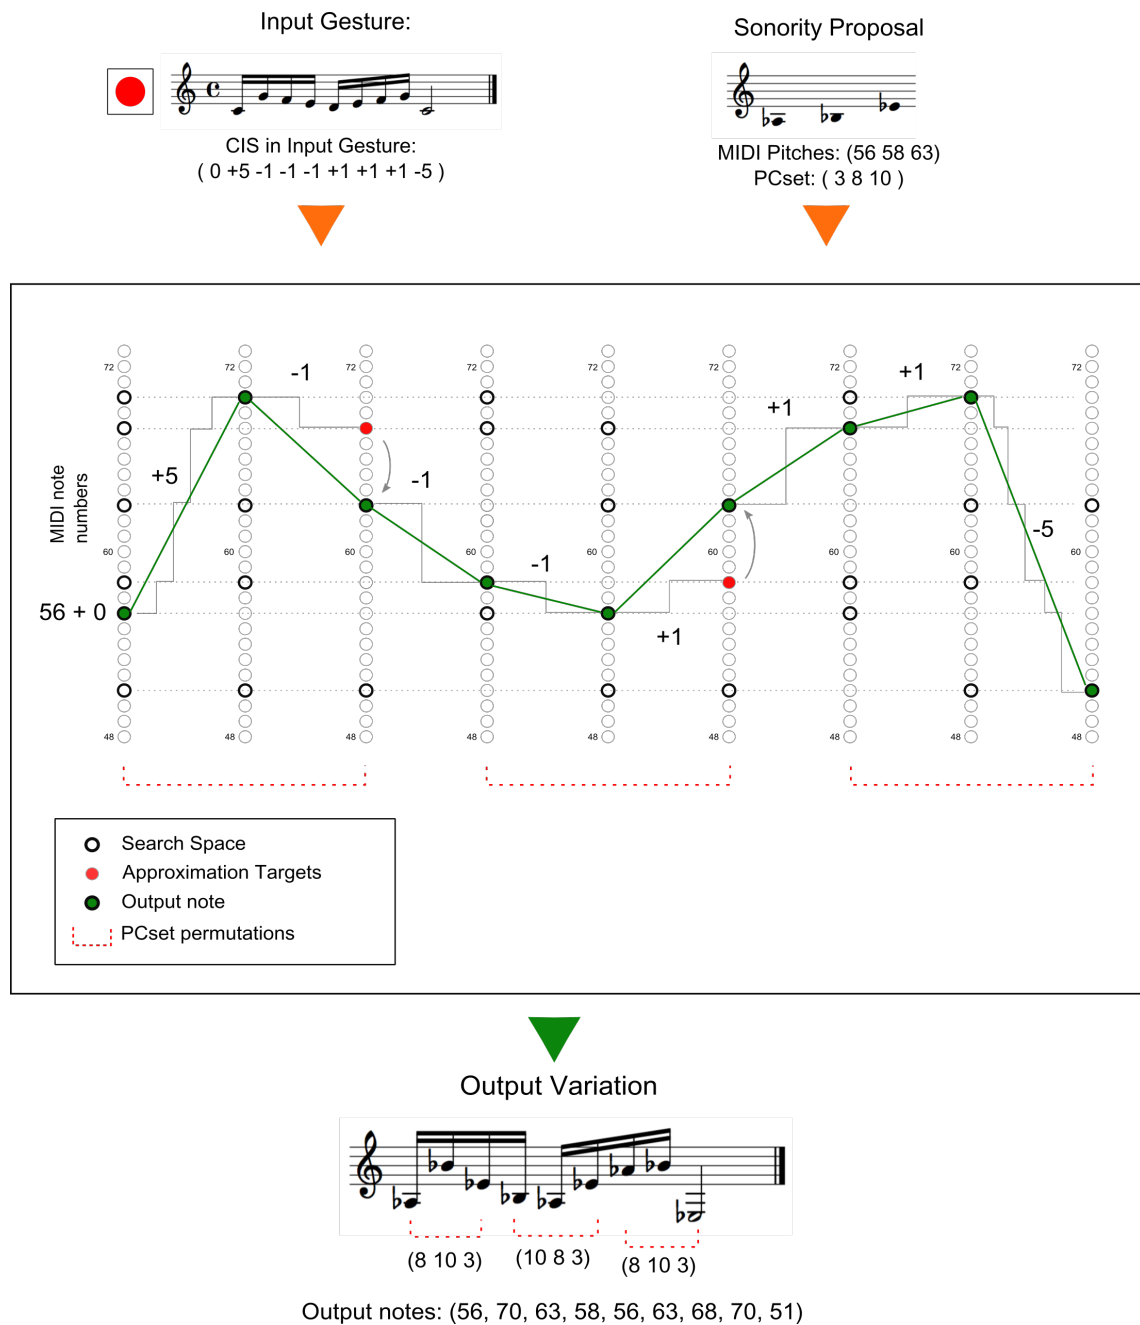 Input Gesture:
Sonority Proposal
CIS in Input Gesture:
( 0 +5 -1 -1 -1 +1 +1 +1 -5 )
MIDI Pitches: (56 58 63)
PCset: ( 3 8 10 )
72 72 72 72 72 72 72 72 72
-1
+1
+1
+5
-1
MIDI note
numbers
-5
60 60 60 60 60 60 60 60 60
-1
56 + 0
+1
48 48 48 48 48 48 48 48 48
Search Space
Approximation Targets
Output note
PCset permutations
Output Variation
(8 10 3)
(10 8 3)
(8 10 3)
Output notes: (56, 70, 63, 58, 56, 63, 68, 70, 51)